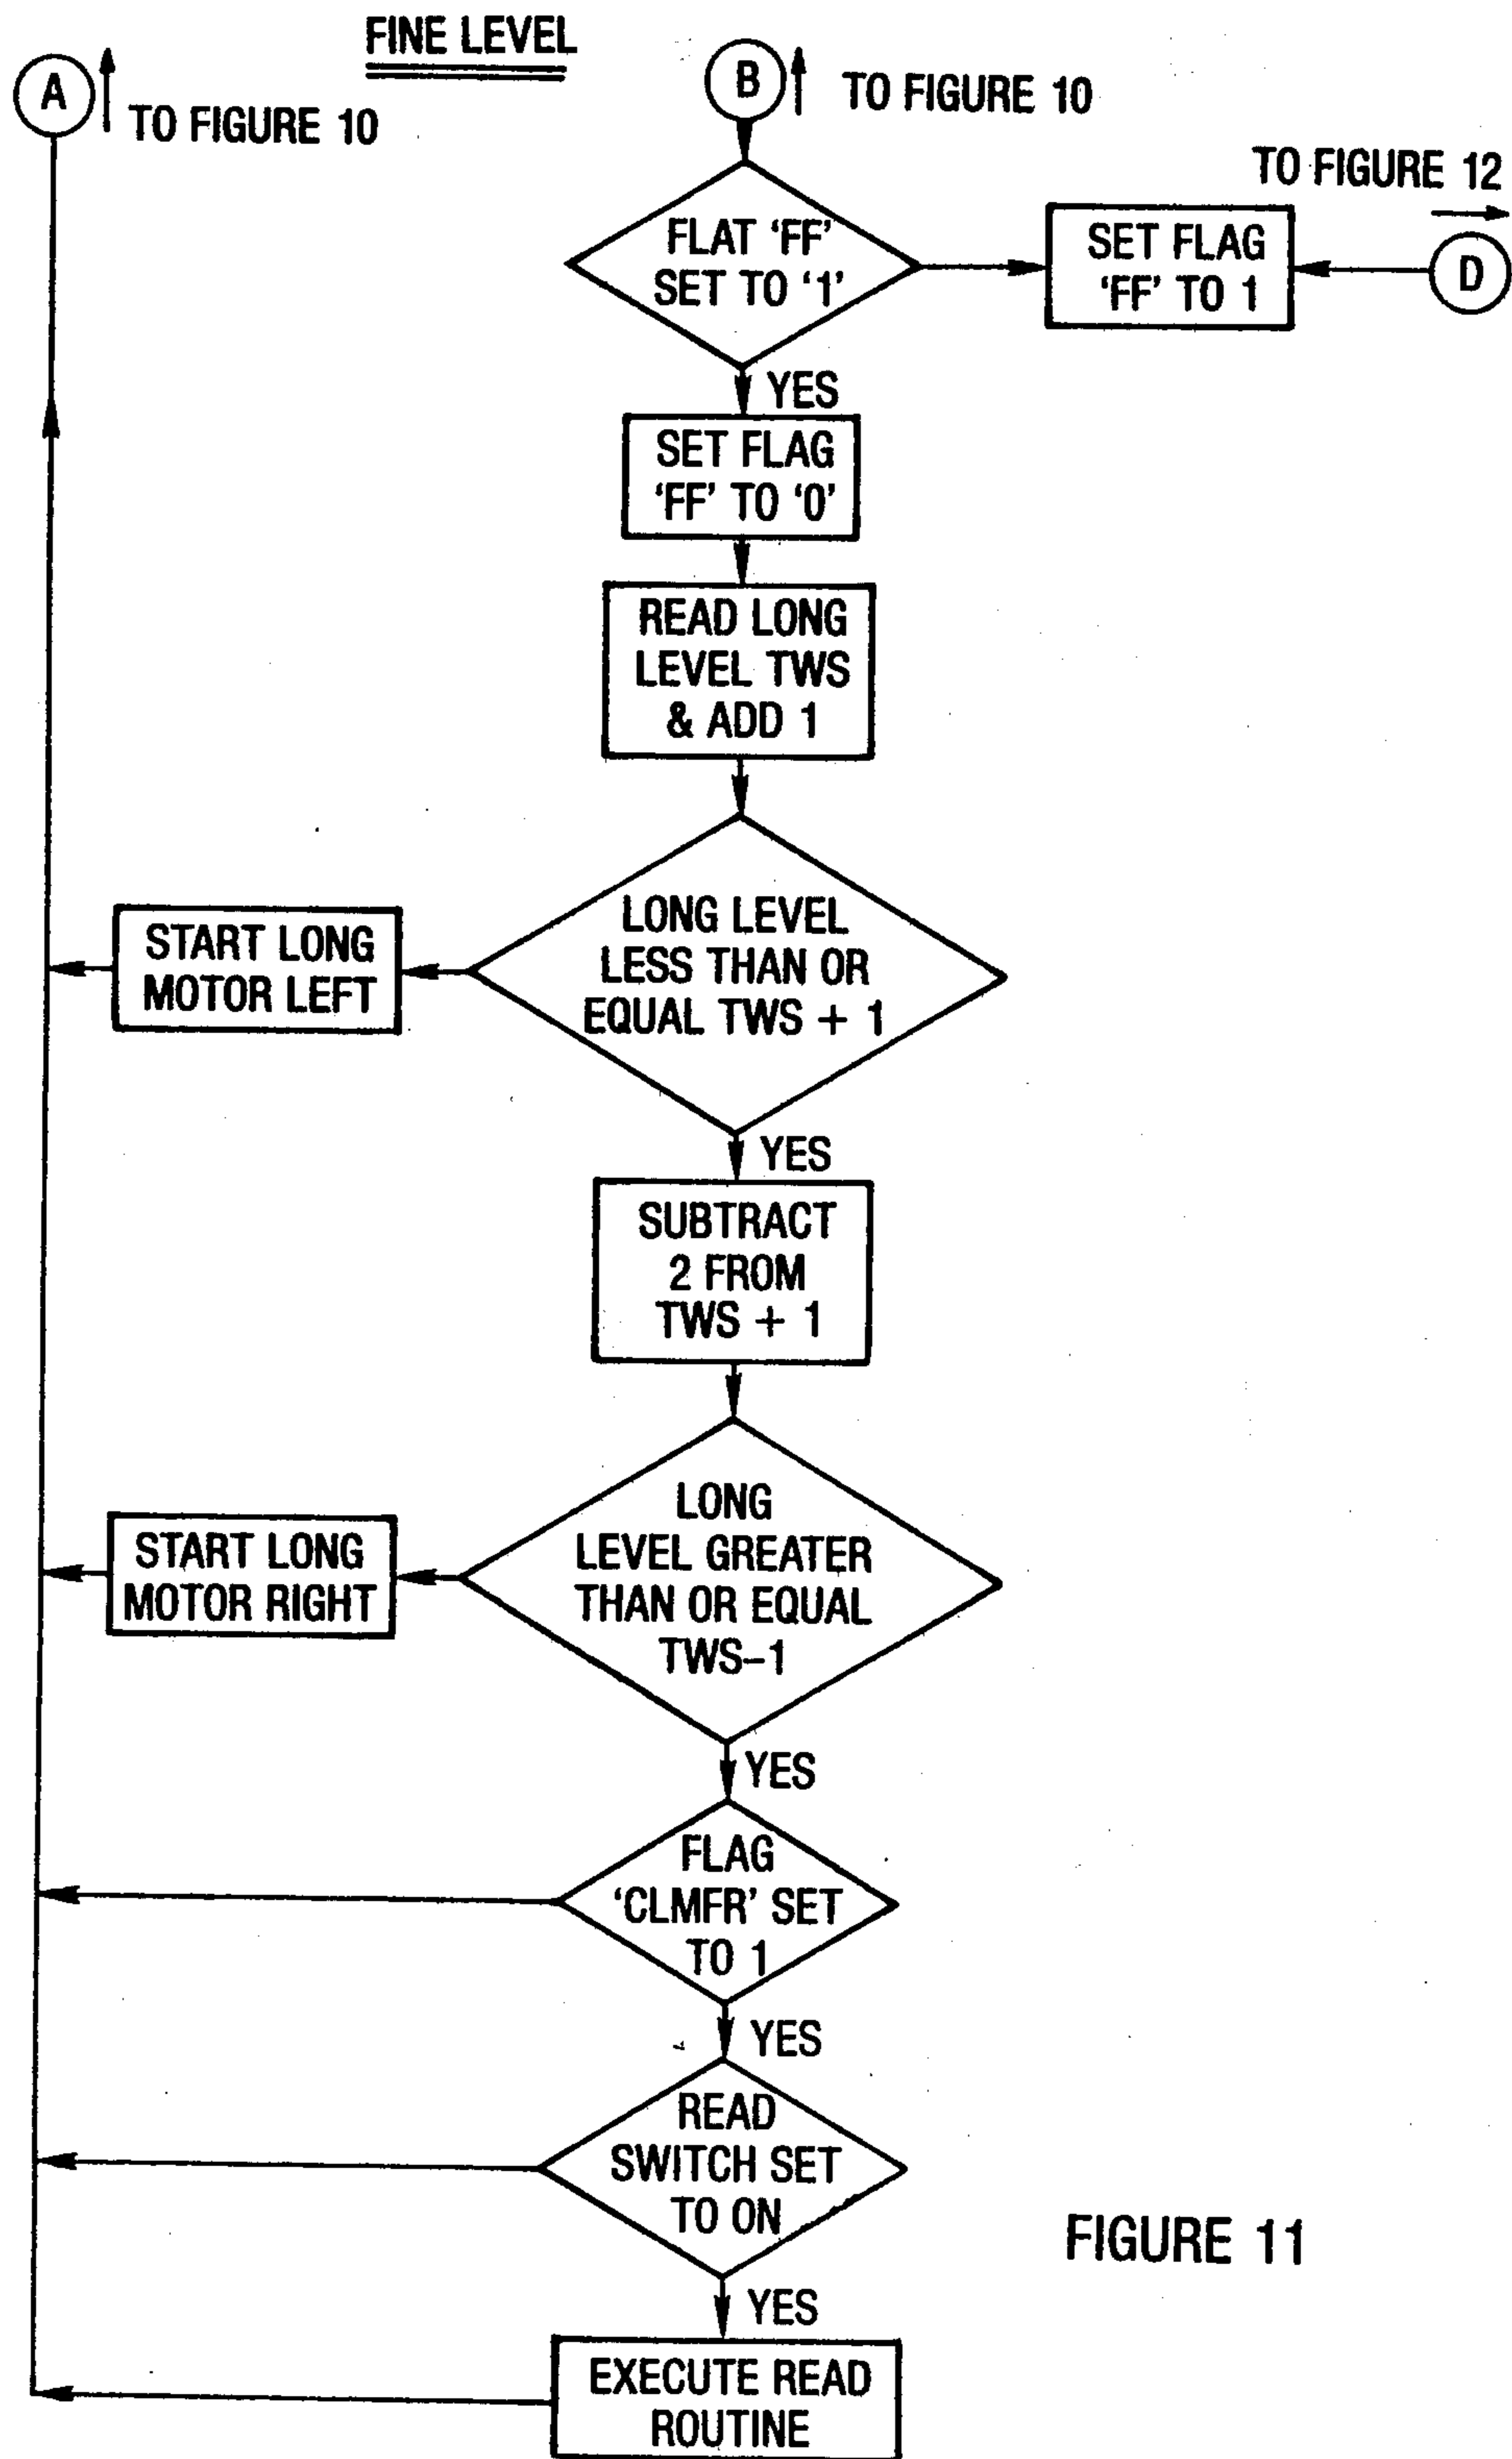 FINE LEVEL
A
TO FIGURE 10
B
TO FIGURE 10
TO FIGURE 12
FLAT ‘FF’
SET TO ‘1’
SET FLAG
‘FF’ TO 1
D
YES
SET FLAG
‘FF’ TO ‘0’
READ LONG
LEVEL TWS
& ADD 1
LONG LEVEL
LESS THAN OR
EQUAL TWS + 1
START LONG
MOTOR LEFT
YES
SUBTRACT
2 FROM
TWS + 1
LONG
LEVEL GREATER
THAN OR EQUAL
TWS–1
START LONG
MOTOR RIGHT
YES
FLAG
‘CLMFR’ SET
TO 1
YES
READ
SWITCH SET
TO ON
YES
EXECUTE READ
ROUTINE
FIGURE 11